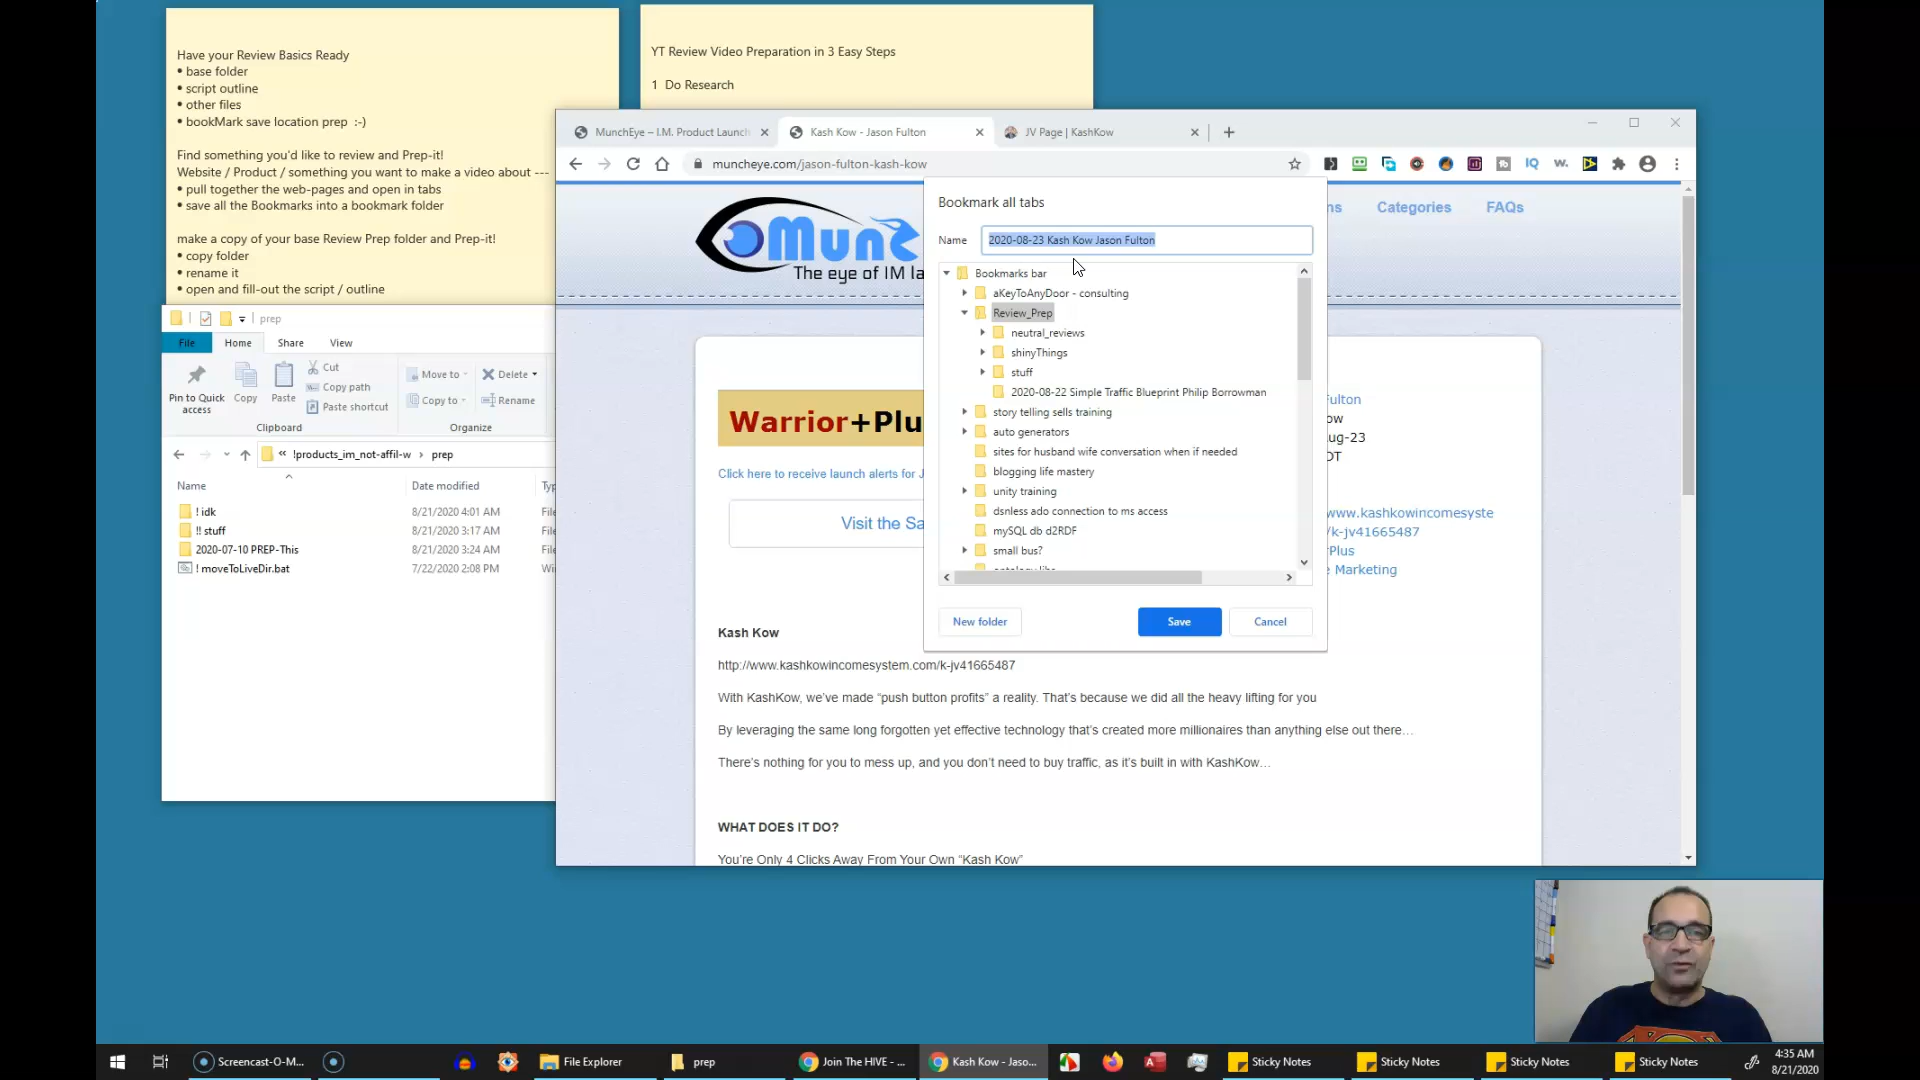 Have your Review Basics Ready
• base folder
• script outline
• other files
• bookMark save location prep  :-)
Find something you'd like to review and Prep-it!
Website / Product / something you want to make a video about ---
• pull together the web-pages and open in tabs
• save all the Bookmarks into a bookmark folder
make a copy of your base Review Prep folder and Prep-it!
• copy folder
• rename it
• open and fill-out the script / outline
YT Review Video Preparation in 3 Easy Steps
1  Do Research
MunchEye – I.M. Product Launch
Kash Kow - Jason Fulton
JV Page | KashKow
muncheye.com/jason-fulton-kash-kow
IQ
w.
Munc
The eye of IM la
ns
Categories
FAQs
Bookmark all tabs
Name
2020-08-23 Kash Kow Jason Fulton
Bookmarks bar
aKeyToAnyDoor - consulting
Review_Prep
neutral_reviews
shinyThings
stuff
2020-08-22 Simple Traffic Blueprint Philip Borrowman
story telling sells training
auto generators
sites for husband wife conversation when if needed
blogging life mastery
unity training
dsnless ado connection to ms access
mySQL db d2RDF
small bus?
New folder
Save
Cancel
Warrior+Plu
Click here to receive launch alerts for J
Visit the Sa
ulton
ow
ug-23
DT
www.kashkowincomesyste
/k-jv41665487
Plus
e Marketing
Kash Kow
http://www.kashkowincomesystem.com/k-jv41665487
With KashKow, we've made “push button profits” a reality. That's because we did all the heavy lifting for you
By leveraging the same long forgotten yet effective technology that's created more millionaires than anything else out there…
There's nothing for you to mess up, and you don't need to buy traffic, as it's built in with KashKow…
WHAT DOES IT DO?
You're Only 4 Clicks Away From Your Own “Kash Kow”
prep
File
Home
Share
View
Pin to Quick access
Copy
Paste
Cut
Copy path
Paste shortcut
Move to
Copy to
Delete
Rename
Clipboard
Organize
« !products_im_not-affil-w › prep
Name
Date modified
Typ
! idk
8/21/2020 4:01 AM
File
!! stuff
8/21/2020 3:17 AM
File
2020-07-10 PREP-This
8/21/2020 3:24 AM
File
! moveToLiveDir.bat
7/22/2020 2:08 PM
Wi
Screencast-O-M...
File Explorer
prep
Join The HIVE - ...
Kash Kow - Jaso...
Sticky Notes
Sticky Notes
Sticky Notes
Sticky Notes
4:35 AM
8/21/2020